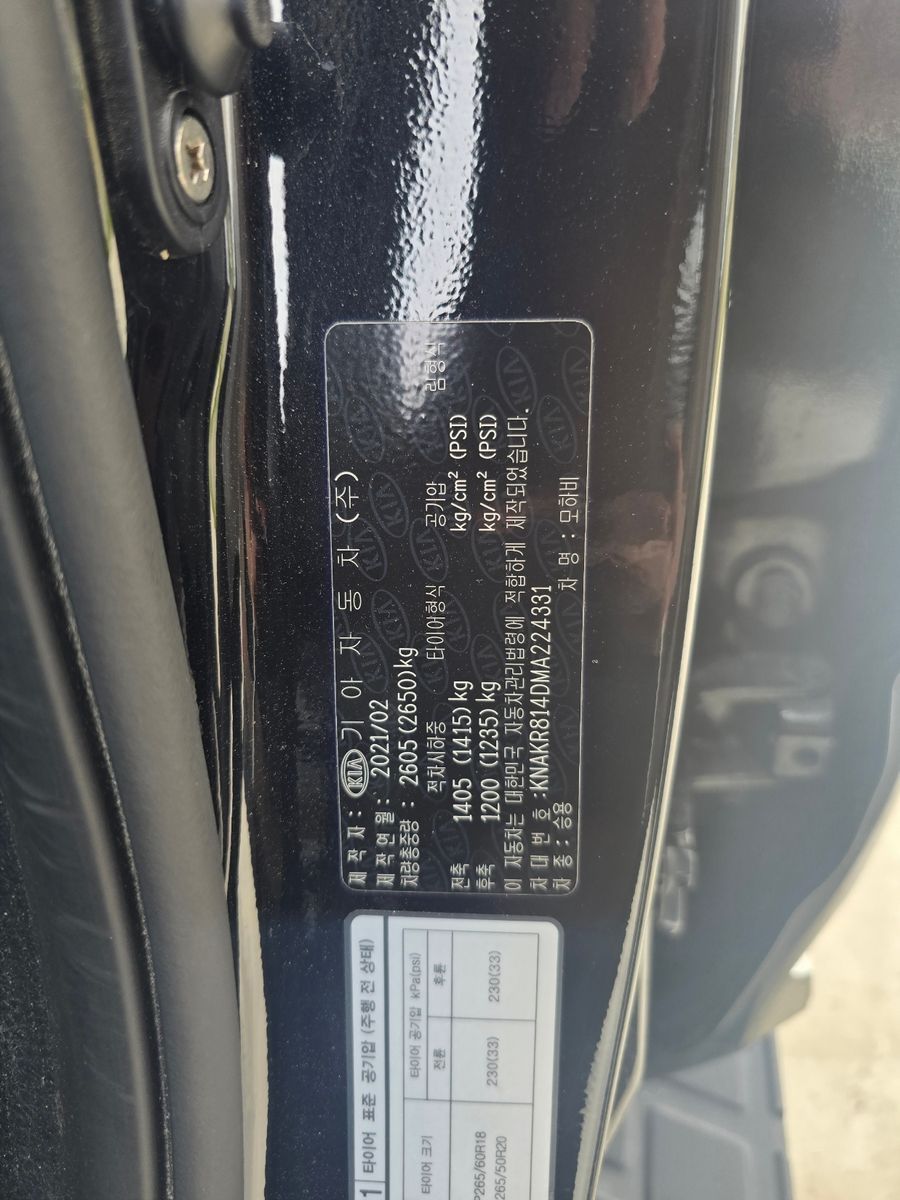 제 작 자 : KIA 기 아 자 동 차 (주)
제 작 연 월 : 2021/02
차량총중량 : 2605(2650)kg
적차시하중 타이어형식 공기압 림형식
전축 1405 (1415) kg kg/cm² (PSI)
후축 1200 (1235) kg kg/cm² (PSI)
이 자동차는 대한민국 자동차관리법령에 적합하게 제작되었습니다.
차 대 번 호 :KNAKR814DMA224331
차 종 : 승용 차 명 : 모하비
1 타이어 표준 공기압 (주행 전 상태)
타이어 크기 타이어 공기압 kPa(psi)
전륜 후륜
P265/60R18 230(33) 230(33)
265/50R20